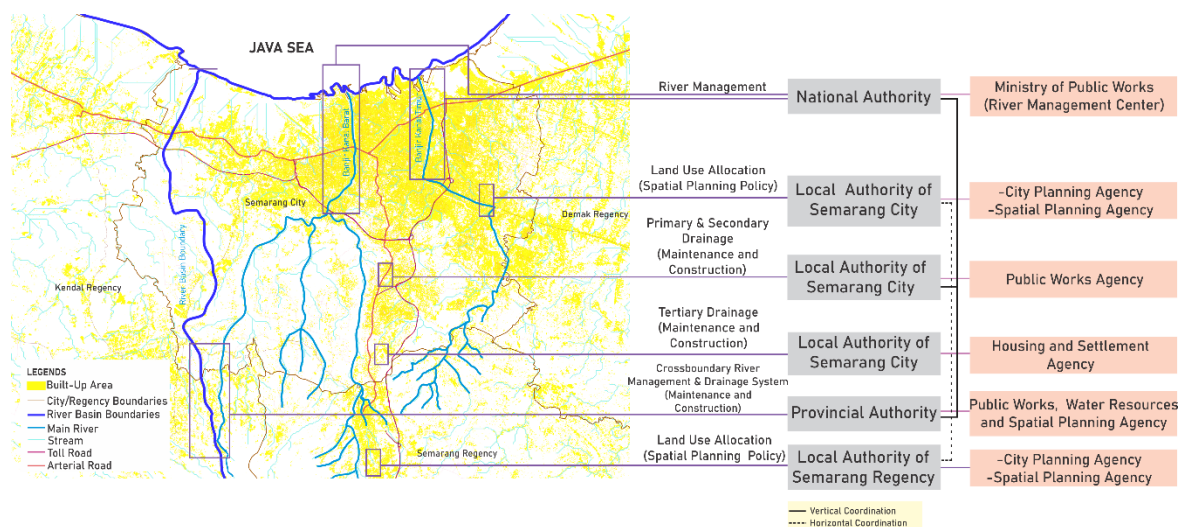 JAVA SEA
Banjir Kanal Barat
Banjir Kanal Timur
Semarang City
Demak Regency
River Basin Boundary
Kendal Regency
Semarang Regency
LEGENDS
Built-Up Area
City/Regency Boundaries
River Basin Boundaries
Main River
Stream
Toll Road
Arterial Road
River Management
National Authority
Ministry of Public Works
(River Management Center)
Land Use Allocation
(Spatial Planning Policy)
Local Authority of
Semarang City
-City Planning Agency
-Spatial Planning Agency
Primary & Secondary
Drainage
(Maintenance and
Construction)
Local Authority of
Semarang City
Public Works Agency
Tertiary Drainage
(Maintenance and
Construction)
Local Authority of
Semarang City
Housing and Settlement
Agency
Crossboundary River
Management & Drainage System
(Maintenance and
Construction)
Provincial Authority
Public Works, Water Resources
and Spatial Planning Agency
Land Use Allocation
(Spatial Planning Policy)
Local Authority of
Semarang Regency
-City Planning Agency
-Spatial Planning Agency
Vertical Coordination
Horizontal Coordination